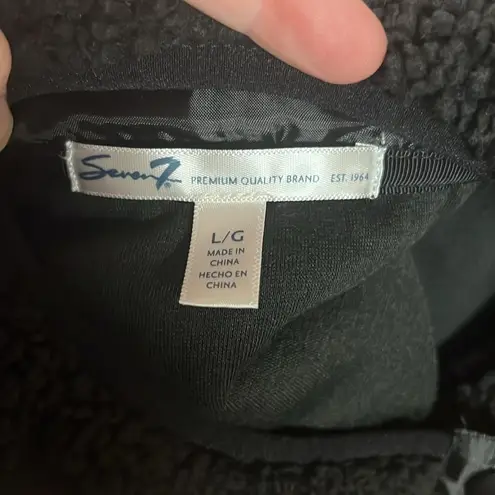 Seven7 PREMIUM QUALITY BRAND EST. 1964
L/G
MADE IN
CHINA
HECHO EN
CHINA